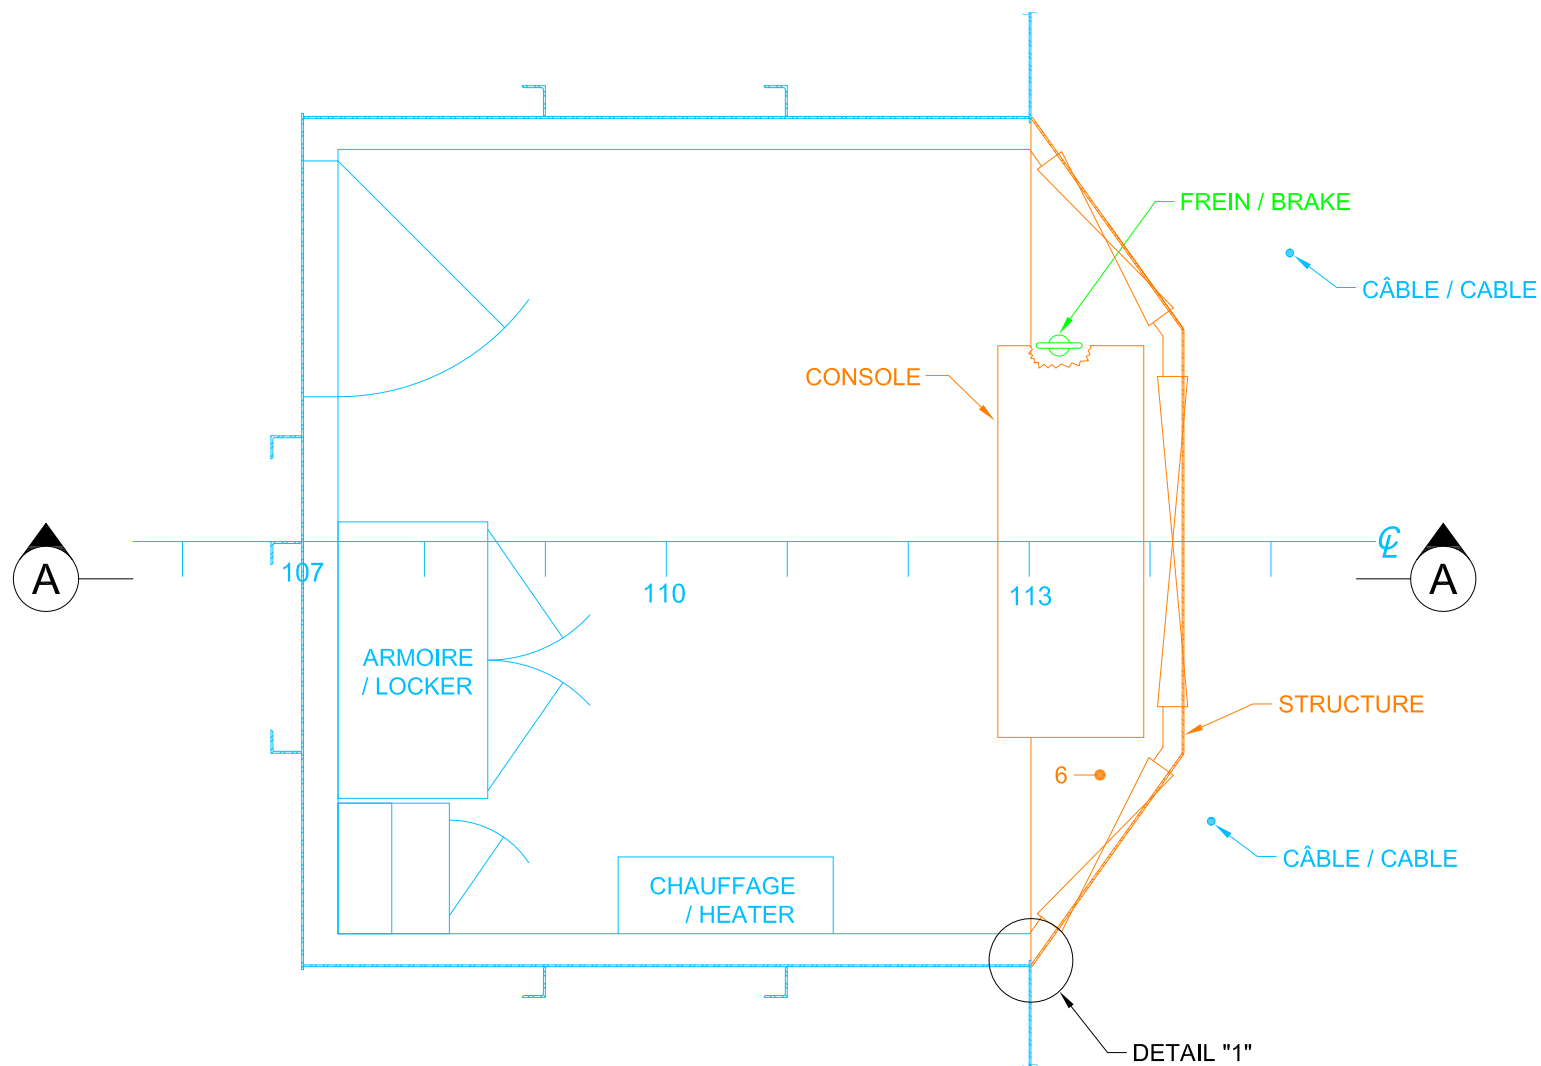 FREIN / BRAKE
CÂBLE / CABLE
CONSOLE
℄
A
107
110
113
A
ARMOIRE
/ LOCKER
STRUCTURE
6
CÂBLE / CABLE
CHAUFFAGE
/ HEATER
DETAIL "1"